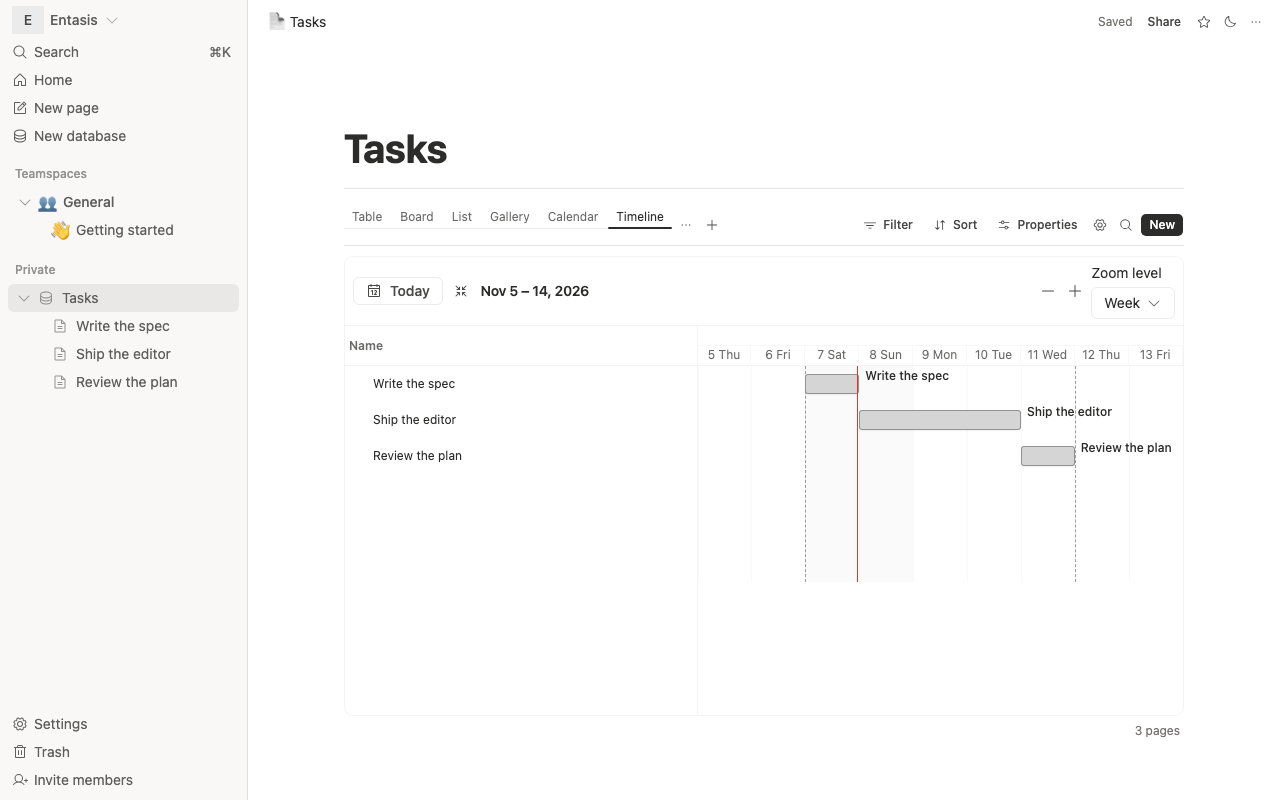 E Entasis
Search ⌘K
Home
New page
New database
Teamspaces
General
Getting started
Private
Tasks
Write the spec
Ship the editor
Review the plan
Settings
Trash
Invite members
Tasks
Saved Share
Tasks
Table Board List Gallery Calendar Timeline
Filter Sort Properties New
12 Today Nov 5 – 14, 2026
Zoom level
Week
Name
5 Thu 6 Fri 7 Sat 8 Sun 9 Mon 10 Tue 11 Wed 12 Thu 13 Fri
Write the spec Write the spec
Ship the editor Ship the editor
Review the plan Review the plan
3 pages